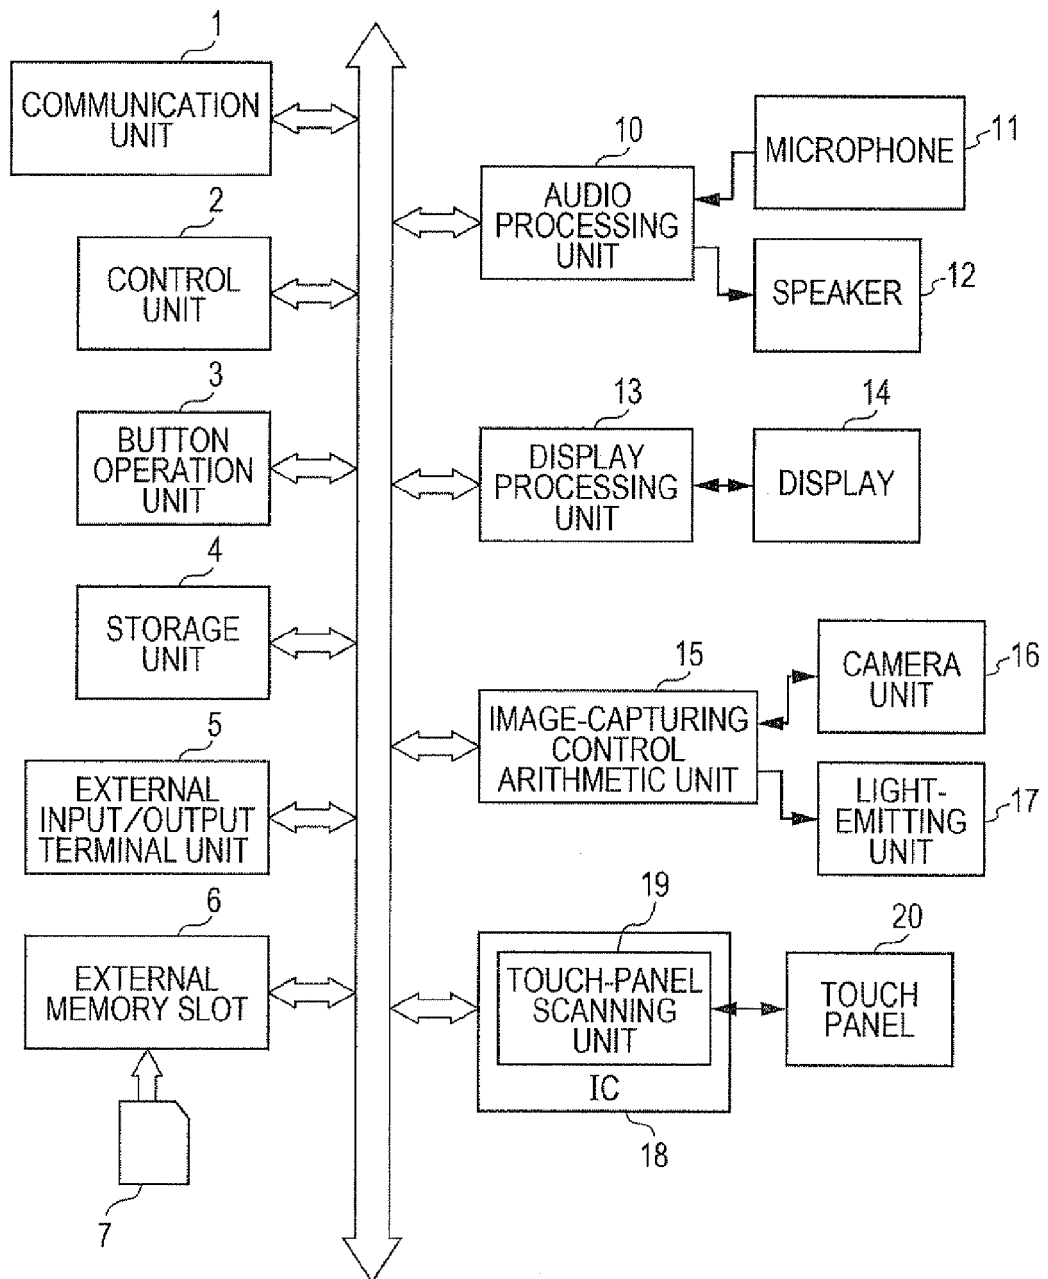 1
COMMUNICATION
UNIT
2
CONTROL
UNIT
3
BUTTON
OPERATION
UNIT
4
STORAGE
UNIT
5
EXTERNAL
INPUT/OUTPUT
TERMINAL UNIT
6
EXTERNAL
MEMORY SLOT
7
10
AUDIO
PROCESSING
UNIT
MICROPHONE
11
SPEAKER
12
13
DISPLAY
PROCESSING
UNIT
14
DISPLAY
15
IMAGE-CAPTURING
CONTROL
ARITHMETIC UNIT
CAMERA
UNIT
16
LIGHT-
EMITTING
UNIT
17
19
TOUCH-PANEL
SCANNING
UNIT
IC
18
20
TOUCH
PANEL